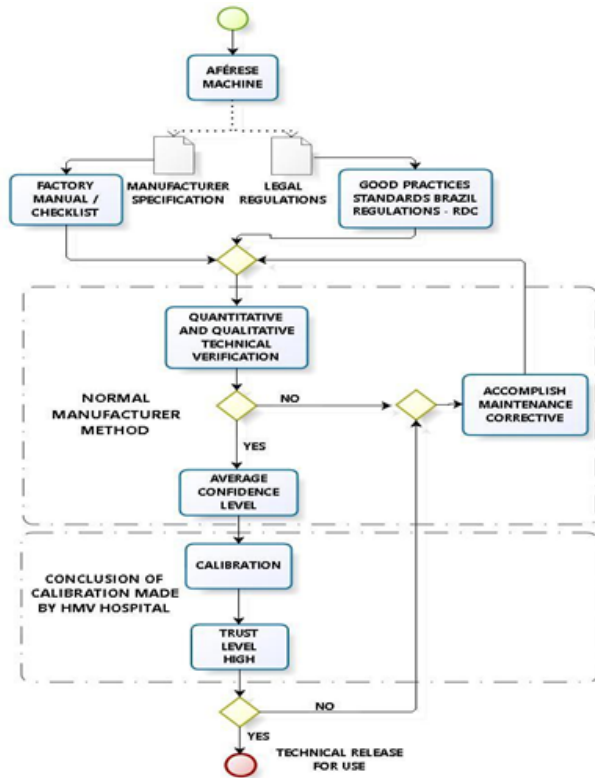 AFÉRESE
MACHINE
FACTORY
MANUAL /
CHECKLIST
MANUFACTURER
SPECIFICATION
LEGAL
REGULATIONS
GOOD PRACTICES
STANDARDS BRAZIL
REGULATIONS - RDC
QUANTITATIVE
AND QUALITATIVE
TECHNICAL
VERIFICATION
NORMAL
MANUFACTURER
METHOD
NO
ACCOMPLISH
MAINTENANCE
CORRECTIVE
YES
AVERAGE
CONFIDENCE
LEVEL
CONCLUSION OF
CALIBRATION MADE
BY HMV HOSPITAL
CALIBRATION
TRUST
LEVEL
HIGH
NO
YES
TECHNICAL RELEASE
FOR USE